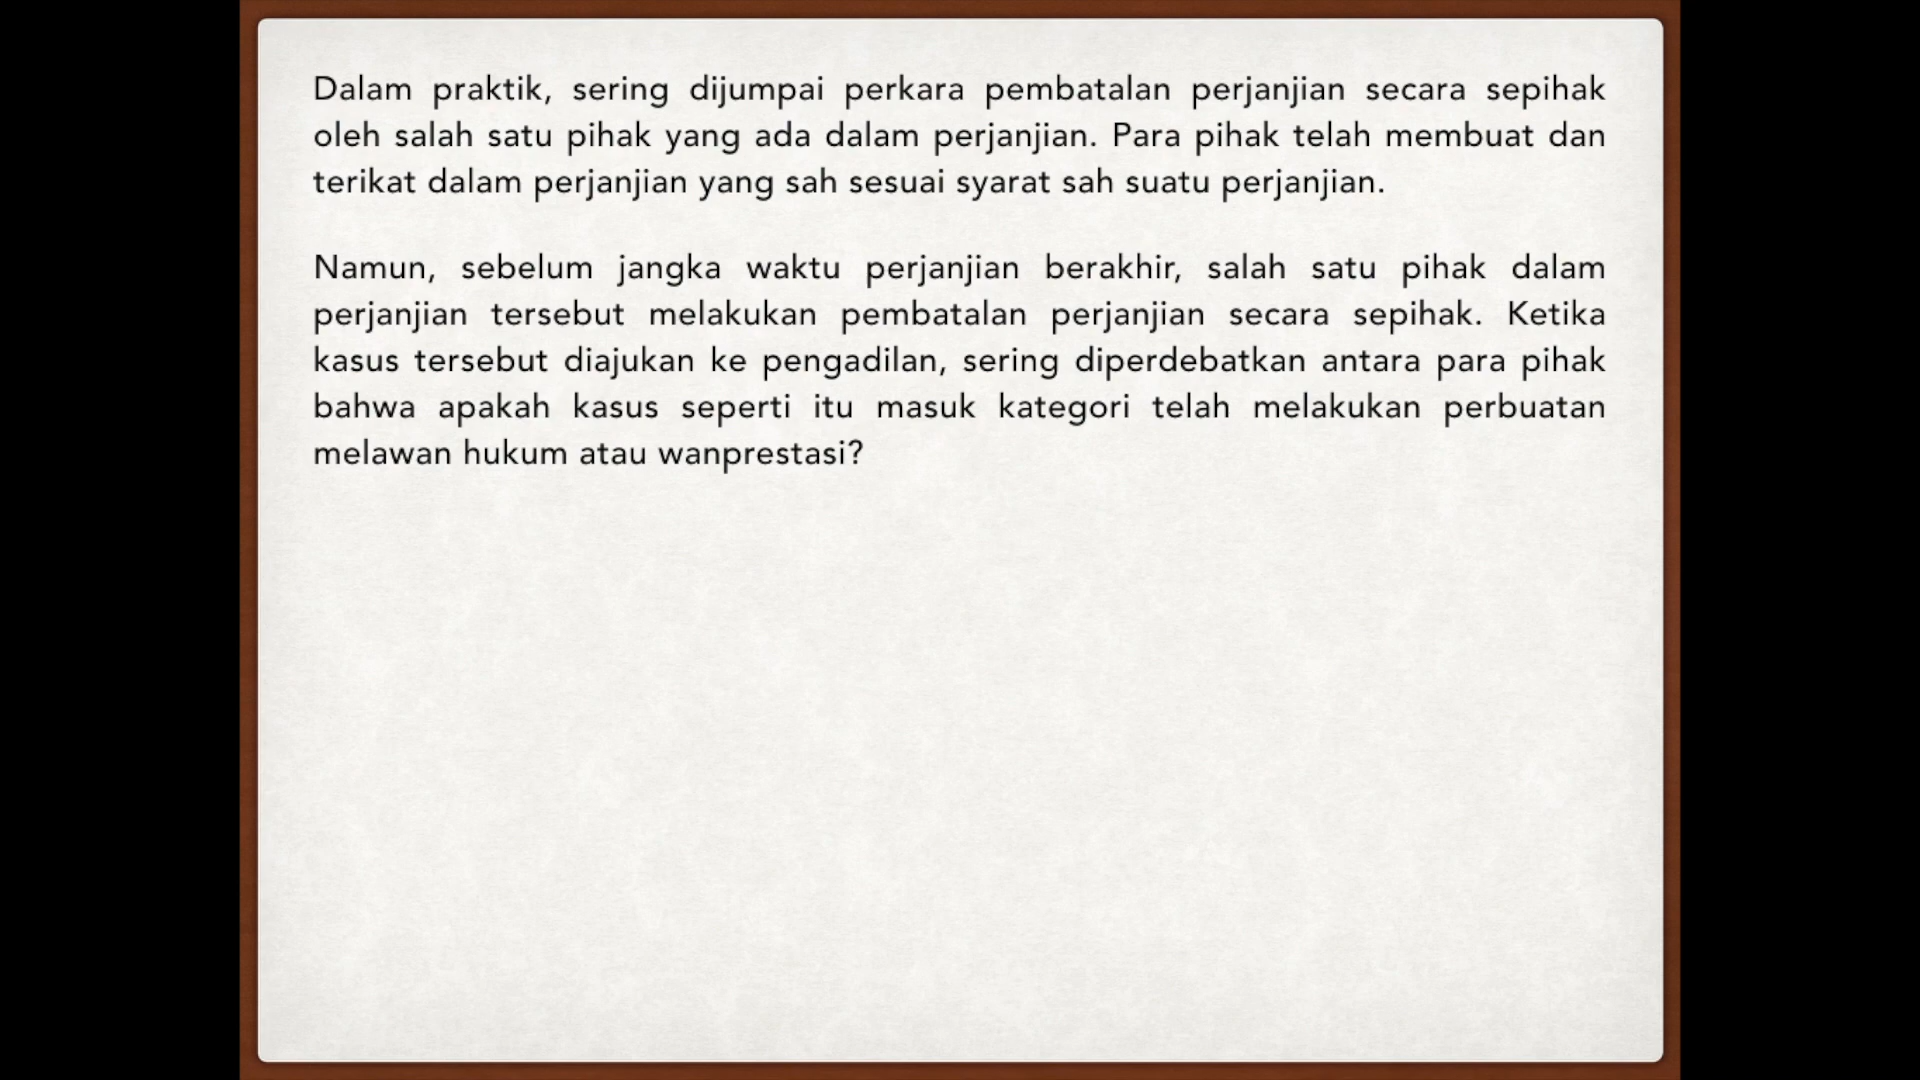 Dalam praktik, sering dijumpai perkara pembatalan perjanjian secara sepihak
oleh salah satu pihak yang ada dalam perjanjian. Para pihak telah membuat dan
terikat dalam perjanjian yang sah sesuai syarat sah suatu perjanjian.
Namun, sebelum jangka waktu perjanjian berakhir, salah satu pihak dalam
perjanjian tersebut melakukan pembatalan perjanjian secara sepihak. Ketika
kasus tersebut diajukan ke pengadilan, sering diperdebatkan antara para pihak
bahwa apakah kasus seperti itu masuk kategori telah melakukan perbuatan
melawan hukum atau wanprestasi?